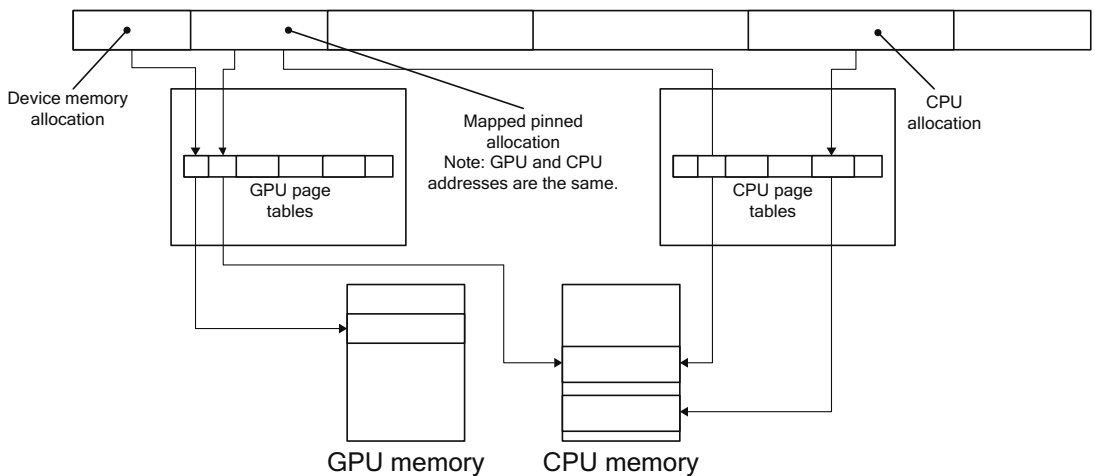 Device memory
allocation
Mapped pinned
allocation
Note: GPU and CPU
addresses are the same.
CPU
allocation
GPU page
tables
CPU page
tables
GPU memory
CPU memory